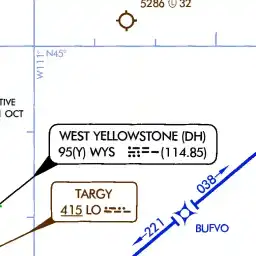 5286 Ⓛ 32
W111° N45°
TIVE
OCT
WEST YELLOWSTONE (DH)
95(Y) WYS (114.85)
TARGY
415 LO
038
221
BUFVO